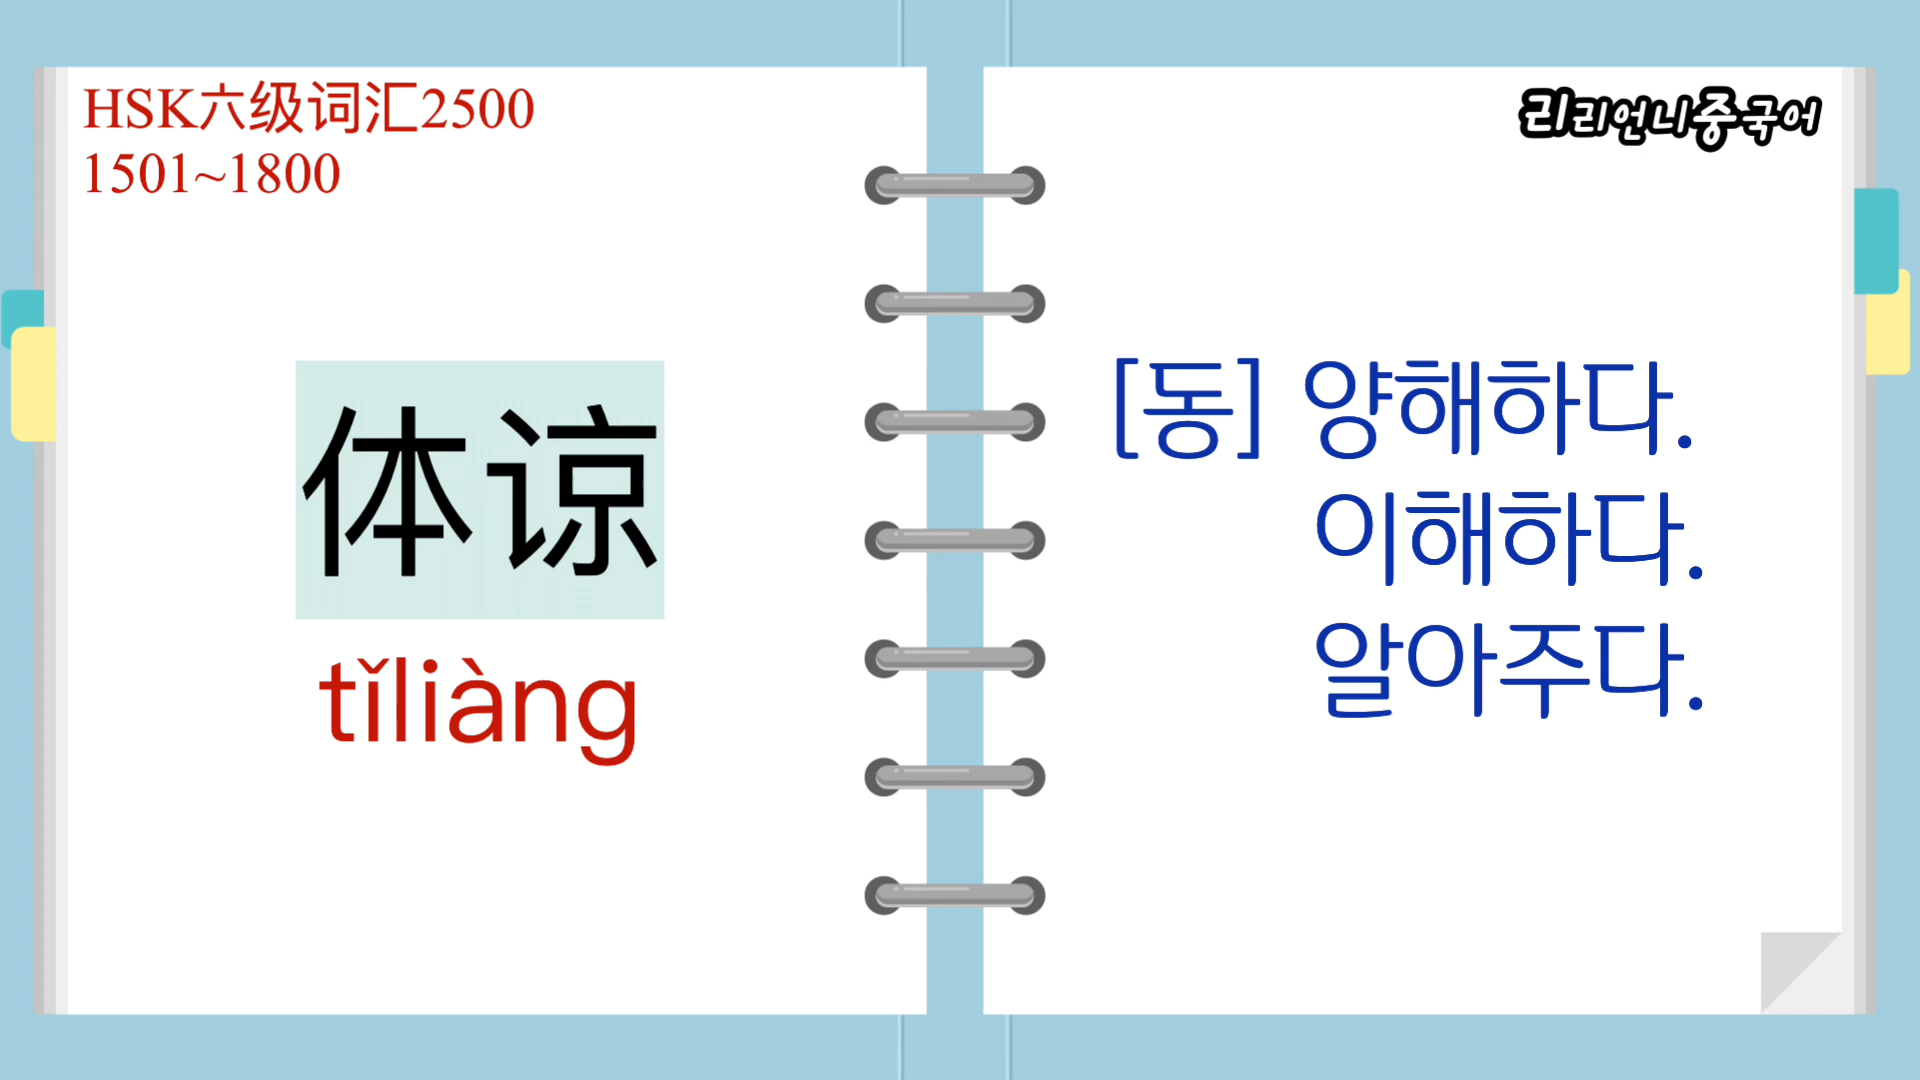 HSK六级词汇2500
1501~1800
体谅
tǐliàng
리리언니중국어
[동] 양해하다.
이해하다.
알아주다.